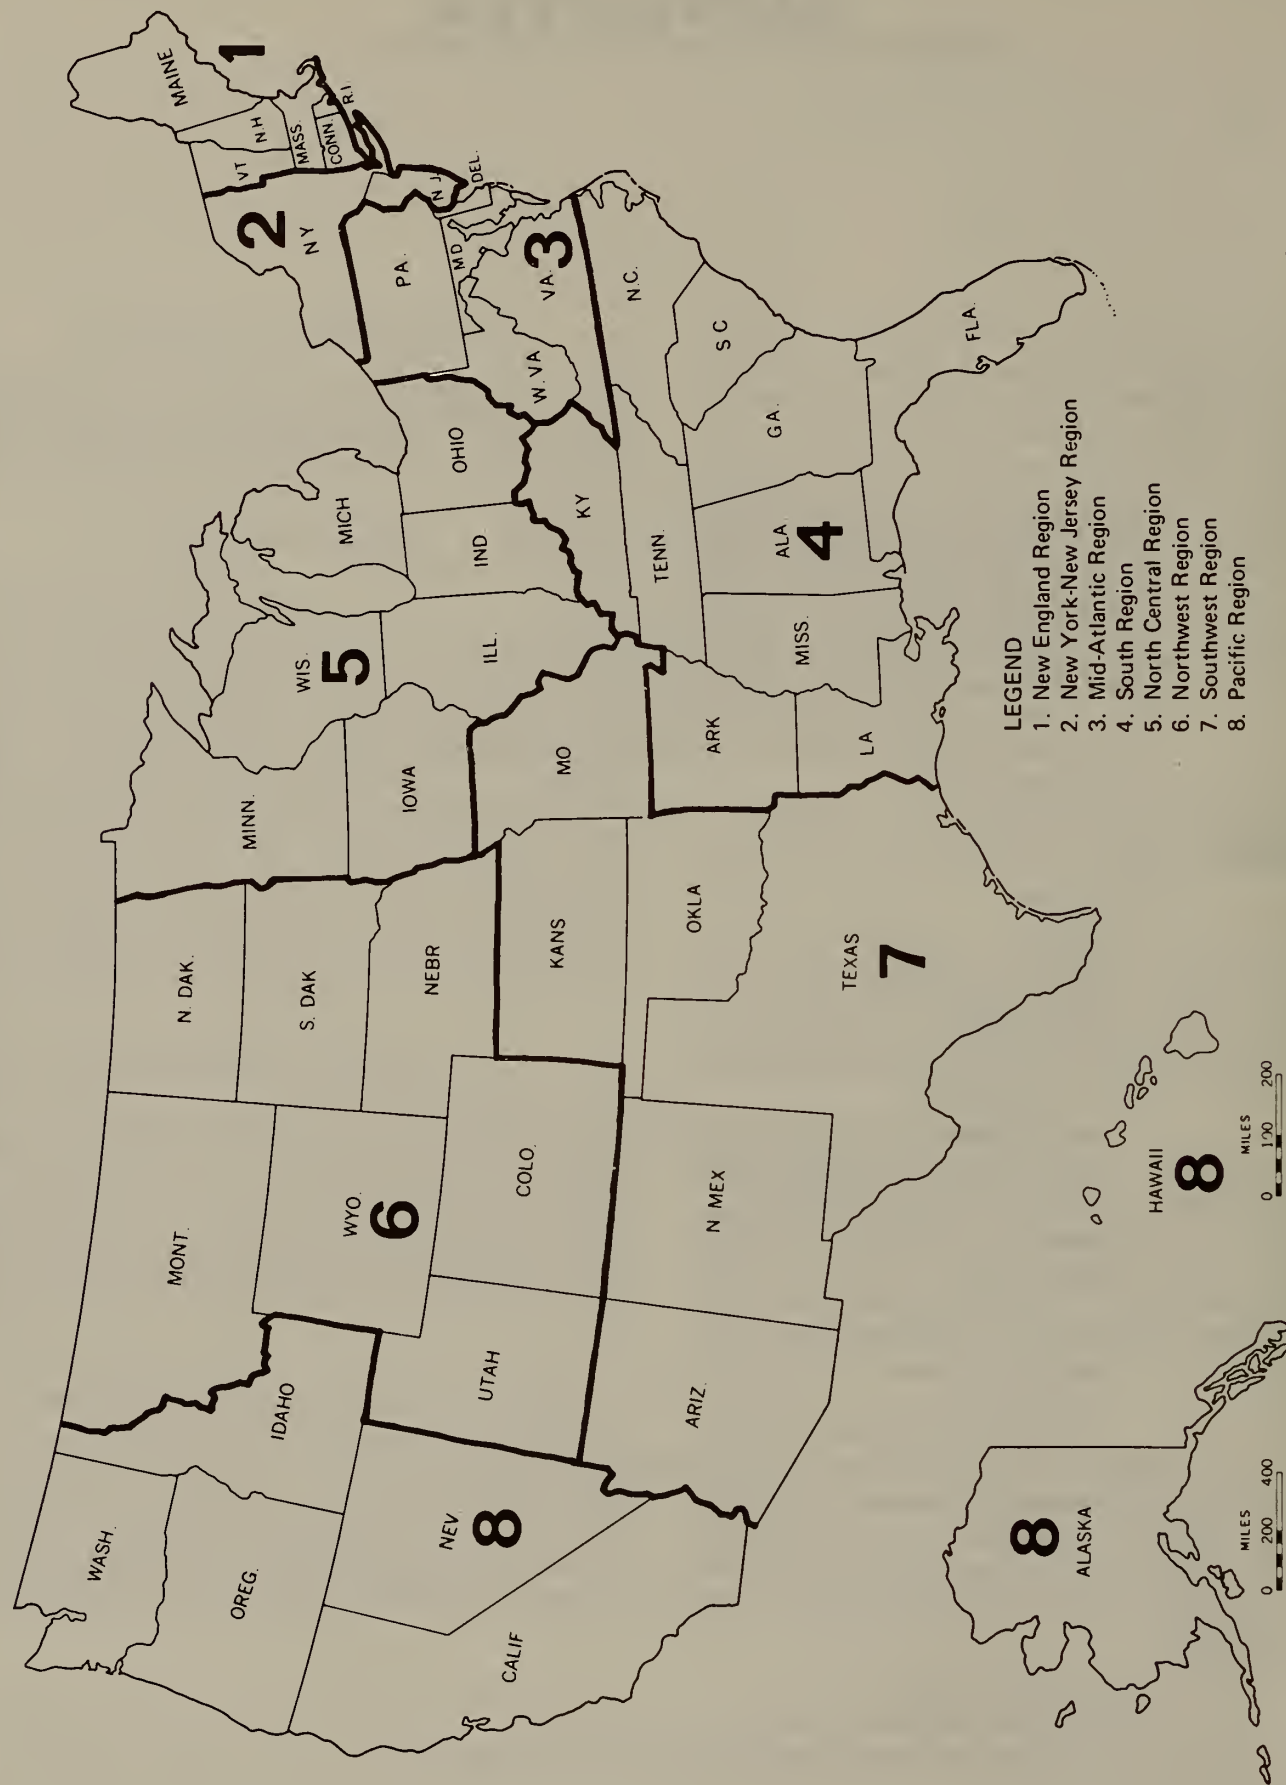 WASH.
OREG.
CALIF
NEV.
8
IDAHO
MONT.
WYO.
6
UTAH
COLO.
ARIZ.
N MEX
N. DAK.
S. DAK
NEBR
KANS
OKLA
TEXAS
7
MINN.
IOWA
MO
ARK
LA
WIS.
5
ILL.
MICH
IND.
OHIO
KY
TENN.
MISS.
ALA
4
GA.
FLA.
S C
N.C.
VA.
3
W. VA
MD
DEL.
PA.
N J
NY
2
VT
N.H
MAINE
1
MASS.
CONN.
R.I.
8
ALASKA
MILES
0 200 400
HAWAII
8
MILES
0 100 200
LEGEND
1. New England Region
2. New York-New Jersey Region
3. Mid-Atlantic Region
4. South Region
5. North Central Region
6. Northwest Region
7. Southwest Region
8. Pacific Region